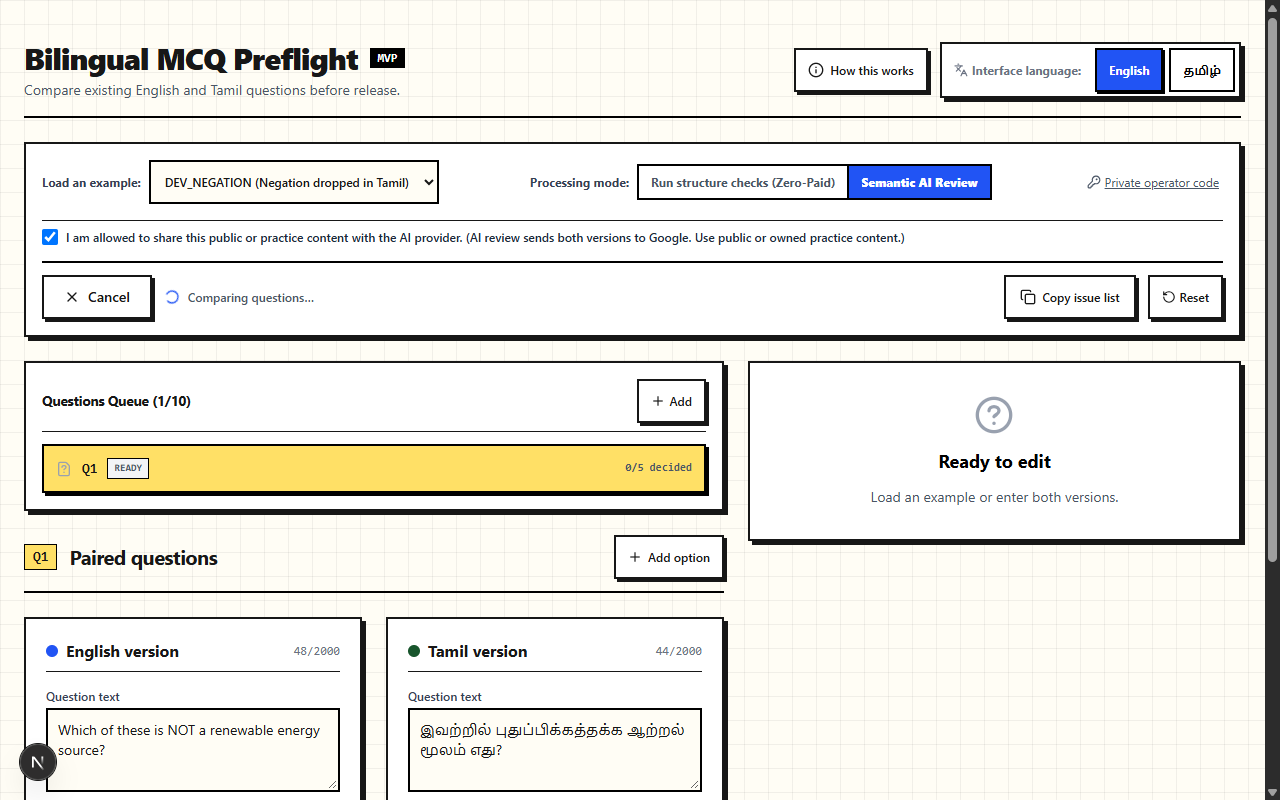 Bilingual MCQ Preflight MVP
Compare existing English and Tamil questions before release.
How this works
Interface language: English தமிழ்
Load an example: DEV_NEGATION (Negation dropped in Tamil)
Processing mode: Run structure checks (Zero-Paid) Semantic AI Review
Private operator code
I am allowed to share this public or practice content with the AI provider. (AI review sends both versions to Google. Use public or owned practice content.)
Cancel Comparing questions...
Copy issue list Reset
Questions Queue (1/10) Add
Q1 READY 0/5 decided
Ready to edit
Load an example or enter both versions.
Q1 Paired questions Add option
English version 48/2000
Question text
Which of these is NOT a renewable energy
source?
Tamil version 44/2000
Question text
இவற்றில் புதுப்பிக்கத்தக்க ஆற்றல்
மூலம் எது?
N